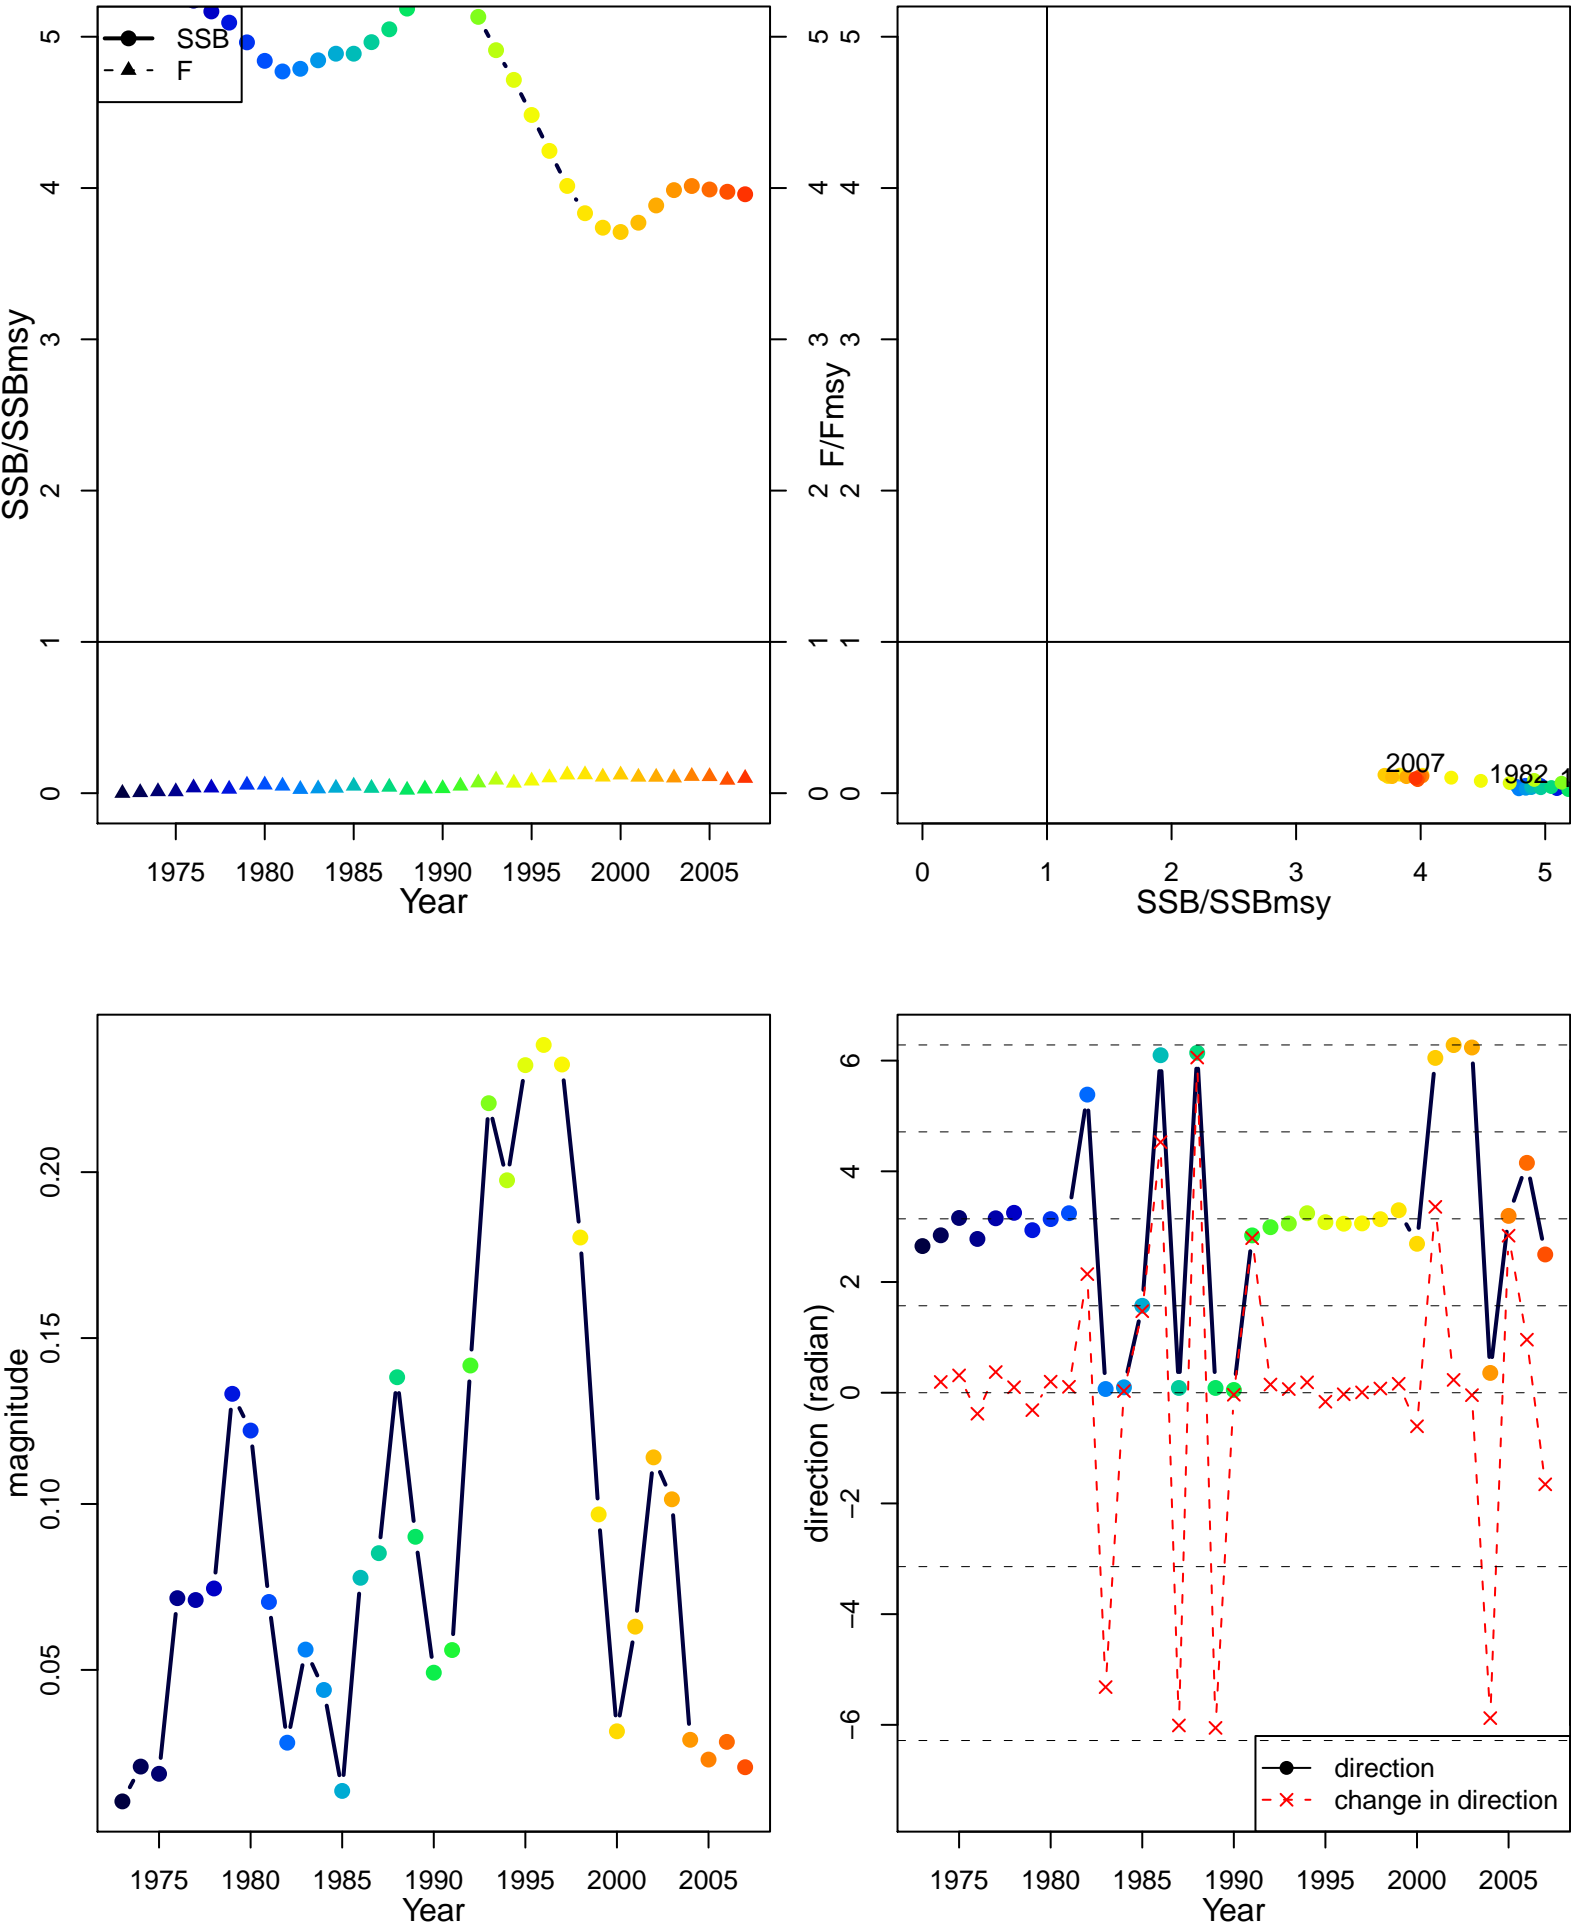 SSB
F
0 1 2 3 4 5
SSB/SSBmsy
0 1 2 3 4 5
F/Fmsy
1975 1980 1985 1990 1995 2000 2005
Year
0 1 2 3 4 5
2007
1982
1
0 1 2 3 4 5
SSB/SSBmsy
0.05 0.10 0.15 0.20
magnitude
1975 1980 1985 1990 1995 2000 2005
Year
−6 −4 −2 0 2 4 6
direction (radian)
direction
change in direction
1975 1980 1985 1990 1995 2000 2005
Year